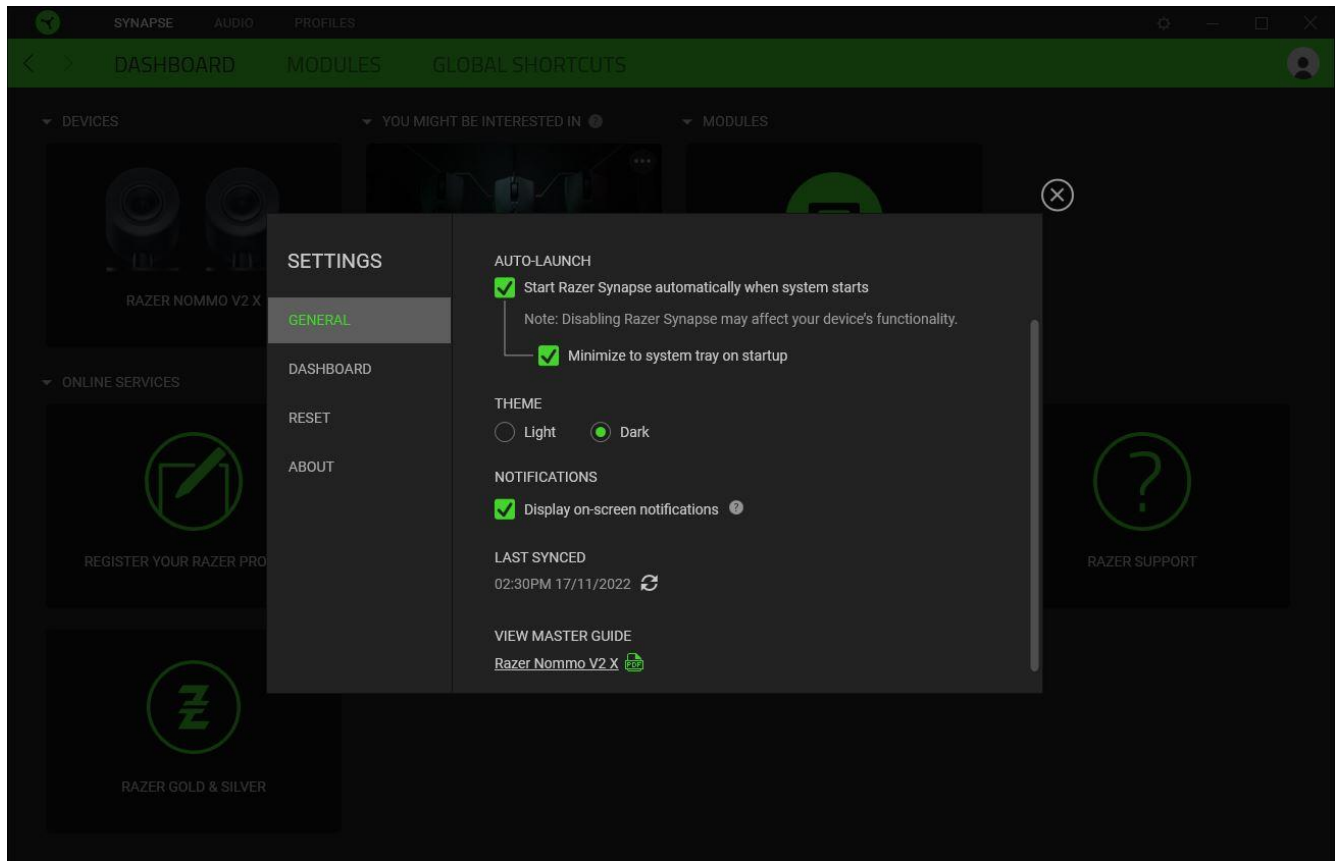 SYNAPSE AUDIO PROFILES
DASHBOARD MODULES GLOBAL SHORTCUTS
DEVICES
YOU MIGHT BE INTERESTED IN ?
MODULES
RAZER NOMMO V2 X
ONLINE SERVICES
REGISTER YOUR RAZER PRO
RAZER GOLD & SILVER
?
RAZER SUPPORT
SETTINGS
GENERAL
DASHBOARD
RESET
ABOUT
AUTO-LAUNCH
Start Razer Synapse automatically when system starts
Note: Disabling Razer Synapse may affect your device’s functionality.
Minimize to system tray on startup
THEME
Light Dark
NOTIFICATIONS
Display on-screen notifications ?
LAST SYNCED
02:30PM 17/11/2022
VIEW MASTER GUIDE
Razer Nommo V2 X PDF